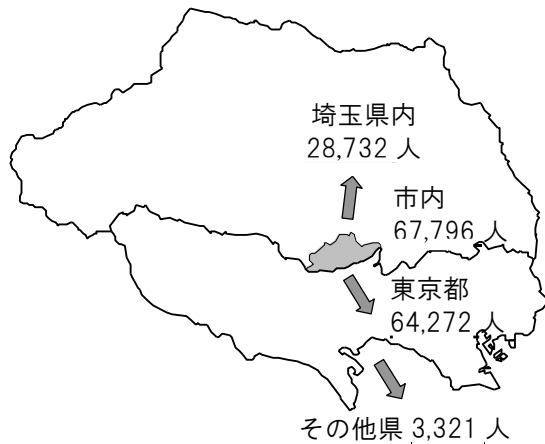 埼玉県内
28,732 人
市内
67,796 人
東京都
64,272 人
その他県 3,321 人